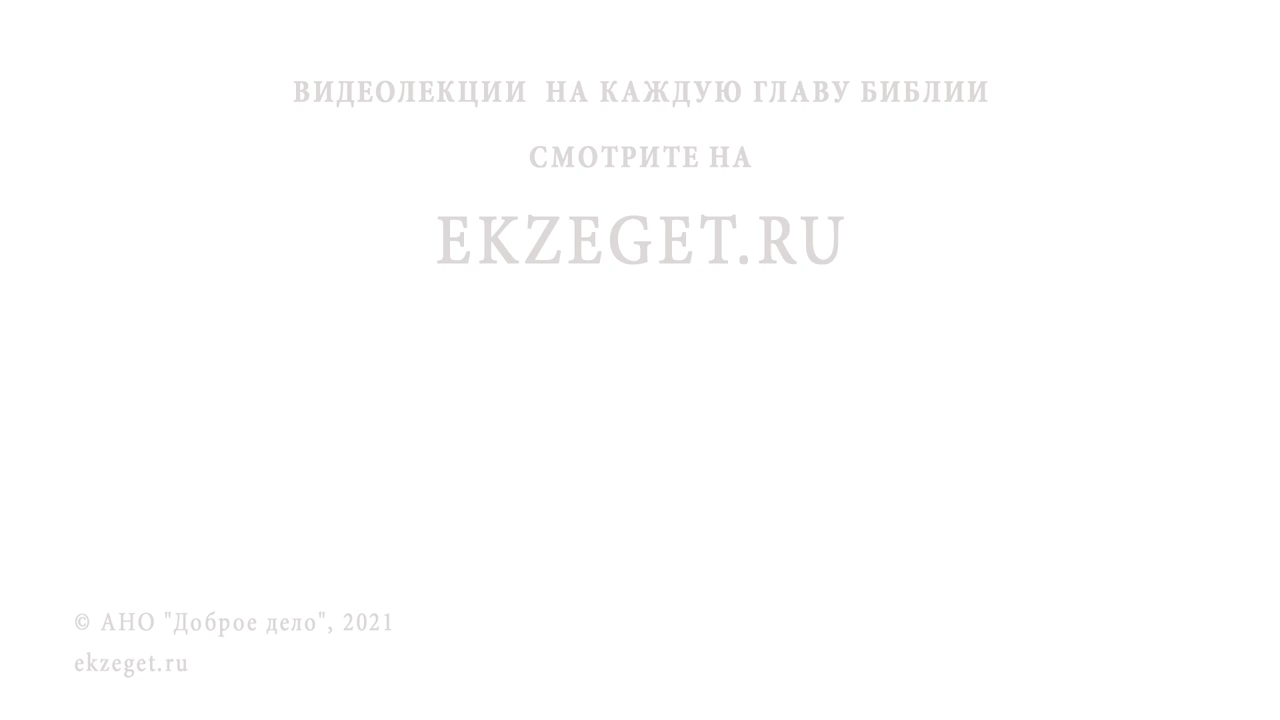 ВИДЕОЛЕКЦИИ НА КАЖДУЮ ГЛАВУ БИБЛИИ
СМОТРИТЕ НА
EKZEGET.RU
© АНО "Доброе дело", 2021
ekzeget.ru